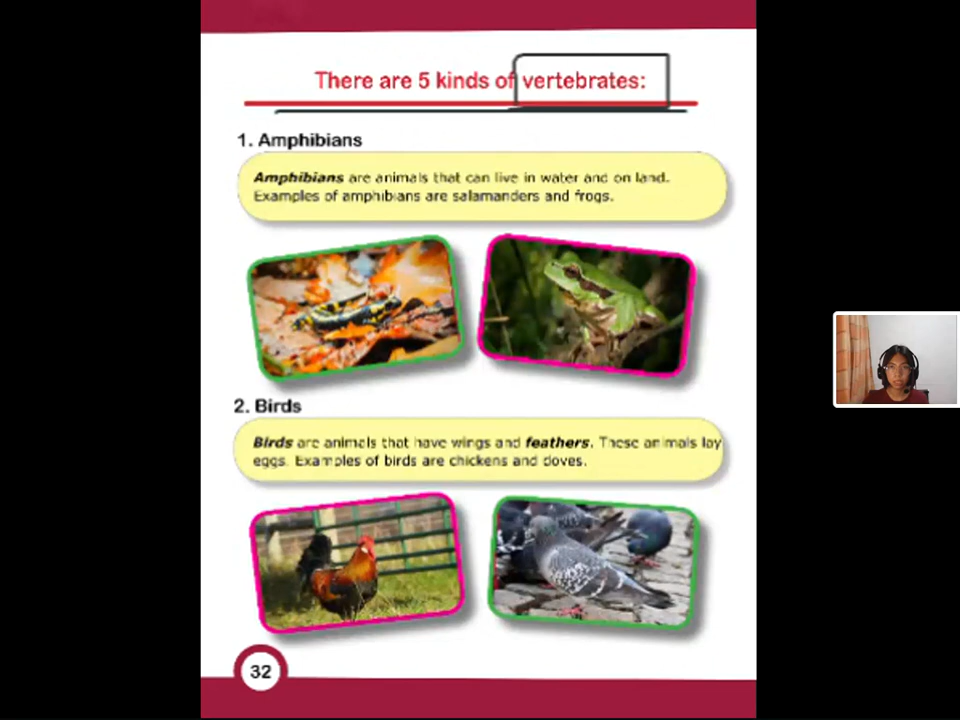 There are 5 kinds of vertebrates:
1. Amphibians
Amphibians are animals that can live in water and on land.
Examples of amphibians are salamanders and frogs.
2. Birds
Birds are animals that have wings and feathers. These animals lay
eggs. Examples of birds are chickens and doves.
32